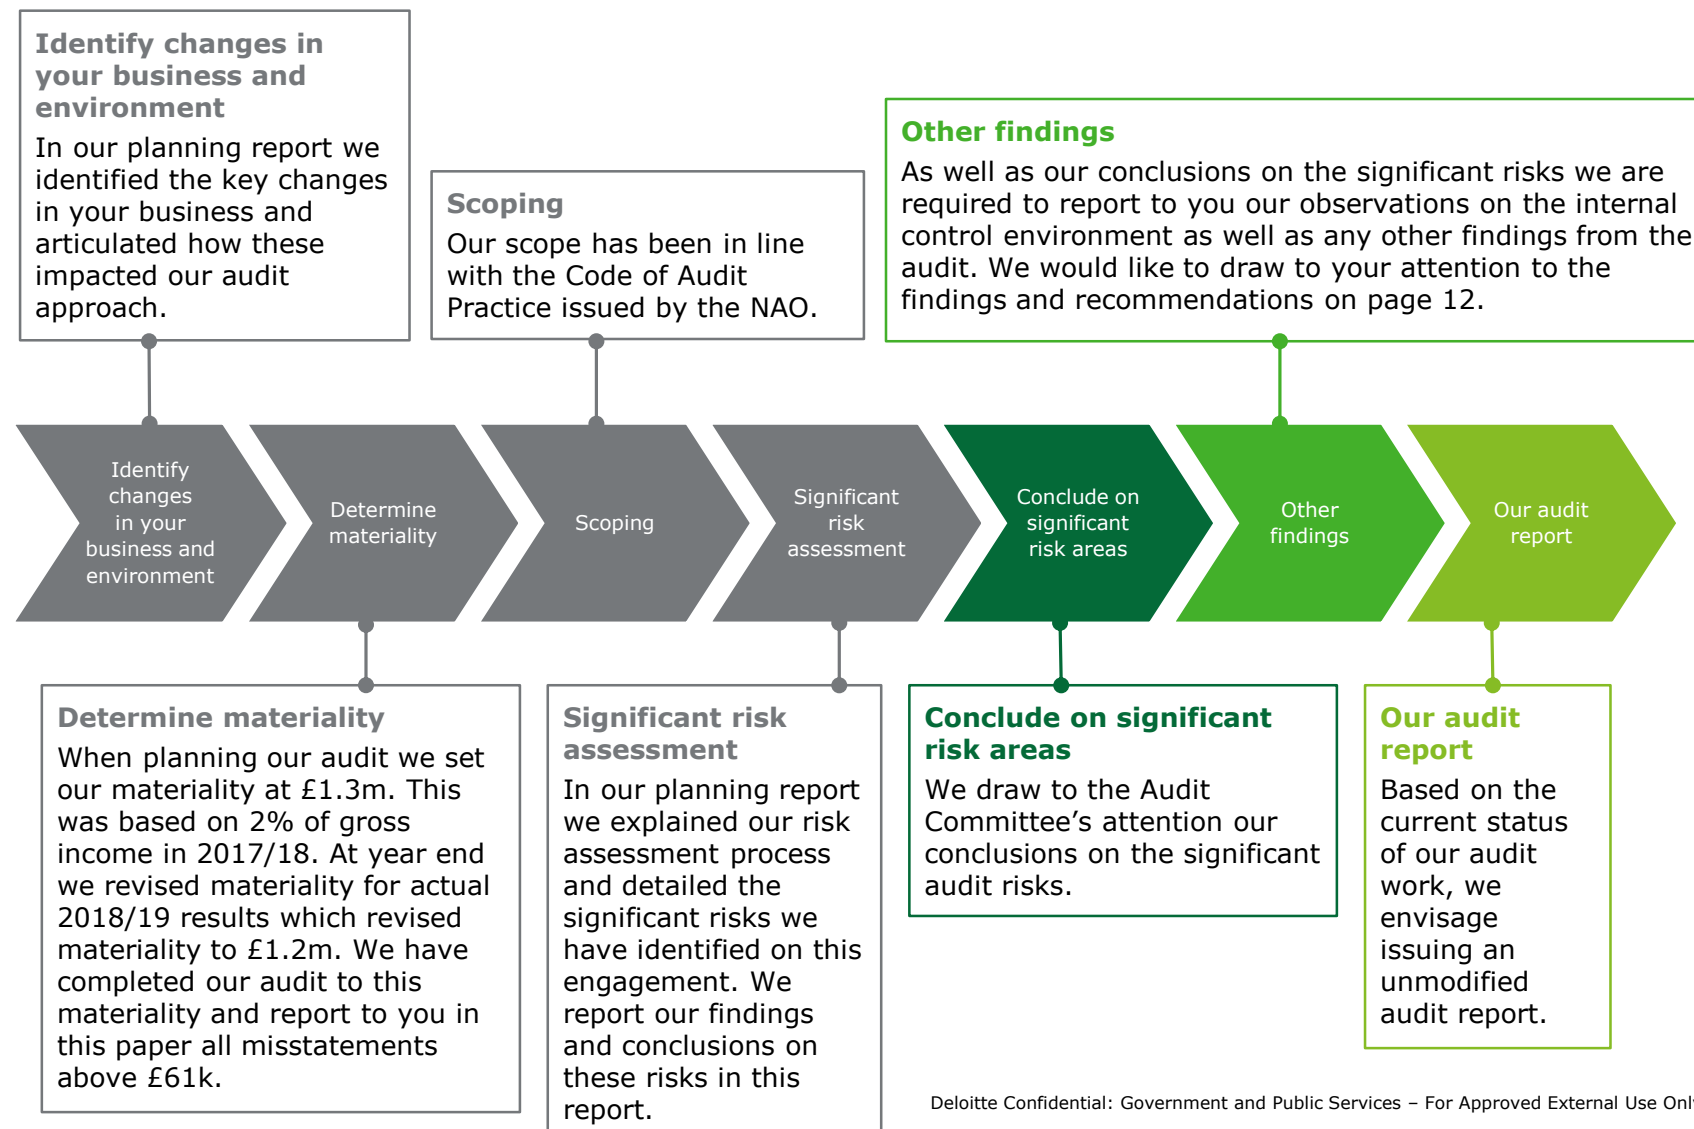 Identify changes in
your business and
environment
In our planning report we
identified the key changes
in your business and
articulated how these
impacted our audit
approach.
Scoping
Our scope has been in line
with the Code of Audit
Practice issued by the NAO.
Other findings
As well as our conclusions on the significant risks we are
required to report to you our observations on the internal
control environment as well as any other findings from the
audit. We would like to draw to your attention to the
findings and recommendations on page 12.
Identify
changes
in your
business and
environment
Determine
materiality
Scoping
Significant
risk
assessment
Conclude on
significant
risk areas
Other
findings
Our audit
report
Determine materiality
When planning our audit we set
our materiality at £1.3m. This
was based on 2% of gross
income in 2017/18. At year end
we revised materiality for actual
2018/19 results which revised
materiality to £1.2m. We have
completed our audit to this
materiality and report to you in
this paper all misstatements
above £61k.
Significant risk
assessment
In our planning report
we explained our risk
assessment process
and detailed the
significant risks we
have identified on this
engagement. We
report our findings
and conclusions on
these risks in this
report.
Conclude on significant
risk areas
We draw to the Audit
Committee’s attention our
conclusions on the significant
audit risks.
Our audit
report
Based on the
current status
of our audit
work, we
envisage
issuing an
unmodified
audit report.
Deloitte Confidential: Government and Public Services – For Approved External Use Only